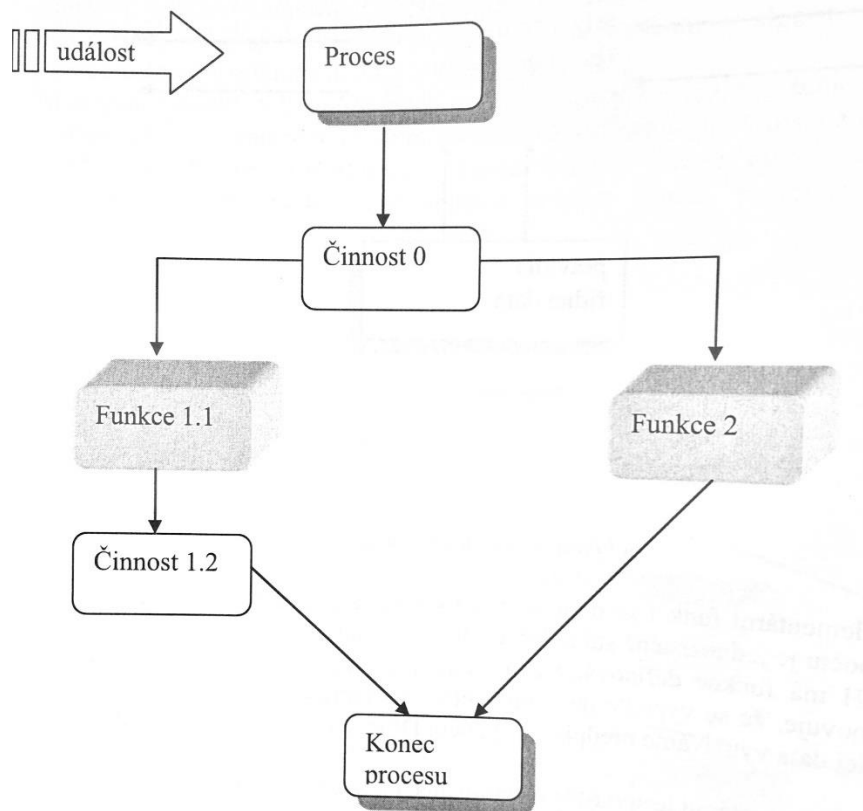 událost
Proces
Činnost 0
Funkce 1.1
Funkce 2
Činnost 1.2
Konec
procesu